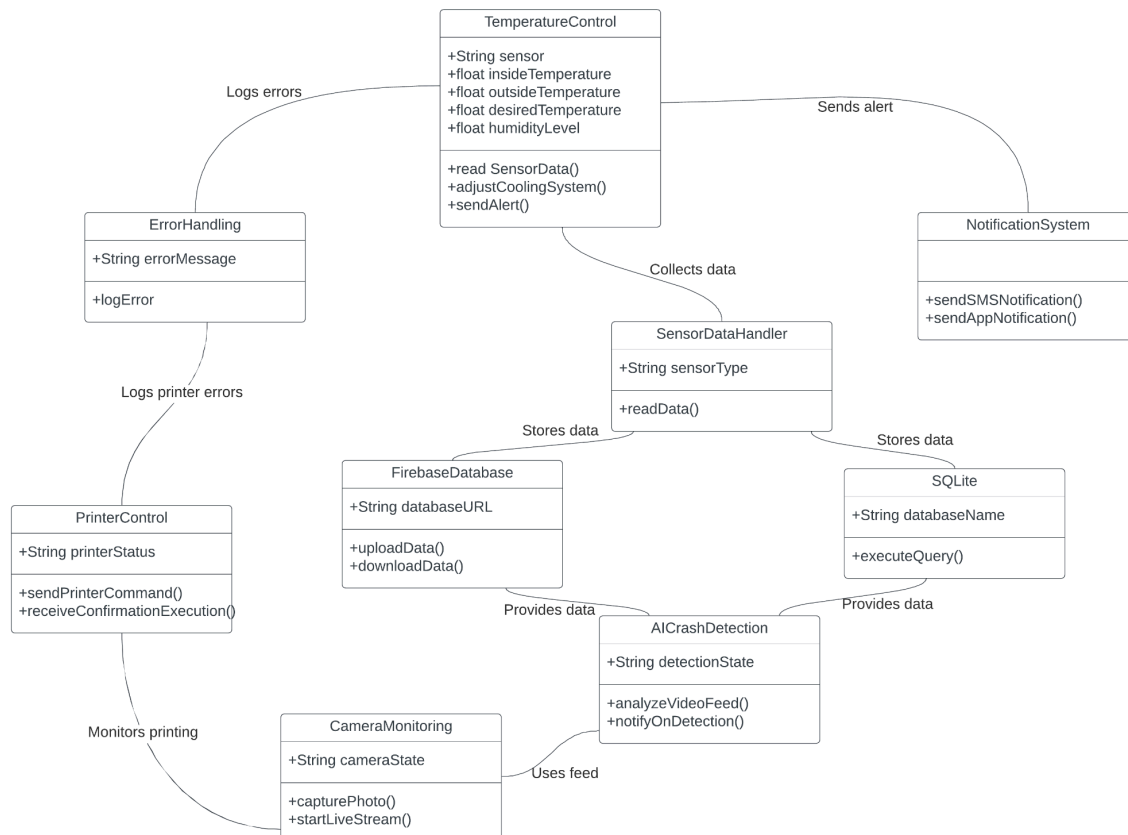 TemperatureControl
+String sensor
+float insideTemperature
+float outsideTemperature
+float desiredTemperature
+float humidityLevel
+read SensorData()
+adjustCoolingSystem()
+sendAlert()
Logs errors
Sends alert
ErrorHandling
+String errorMessage
+logError
NotificationSystem
+sendSMSNotification()
+sendAppNotification()
Collects data
SensorDataHandler
+String sensorType
+readData()
Logs printer errors
Stores data
Stores data
FirebaseDatabase
+String databaseURL
+uploadData()
+downloadData()
SQLite
+String databaseName
+executeQuery()
PrinterControl
+String printerStatus
+sendPrinterCommand()
+receiveConfirmationExecution()
Provides data
Provides data
AICrashDetection
+String detectionState
+analyzeVideoFeed()
+notifyOnDetection()
Monitors printing
CameraMonitoring
+String cameraState
+capturePhoto()
+startLiveStream()
Uses feed